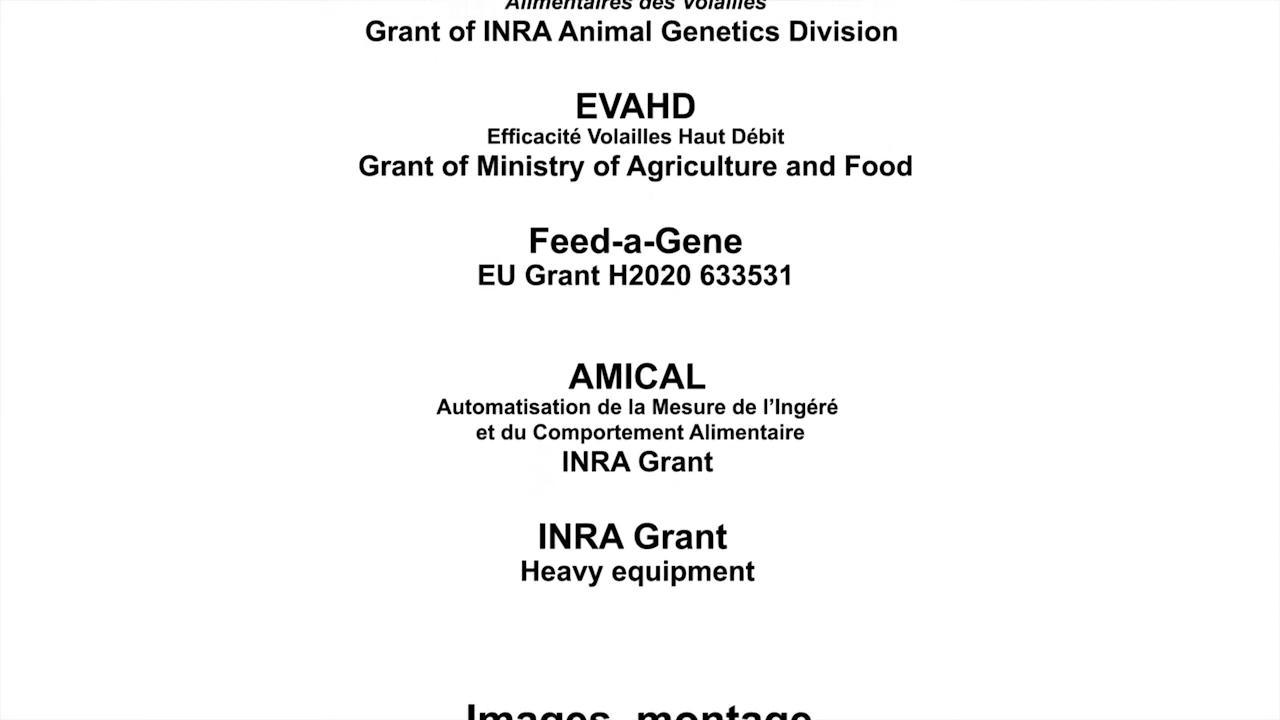 Alimentaires des Volailles
Grant of INRA Animal Genetics Division
EVAHD
Efficacité Volailles Haut Débit
Grant of Ministry of Agriculture and Food
Feed-a-Gene
EU Grant H2020 633531
AMICAL
Automatisation de la Mesure de l’Ingéré
et du Comportement Alimentaire
INRA Grant
INRA Grant
Heavy equipment
Images, montage